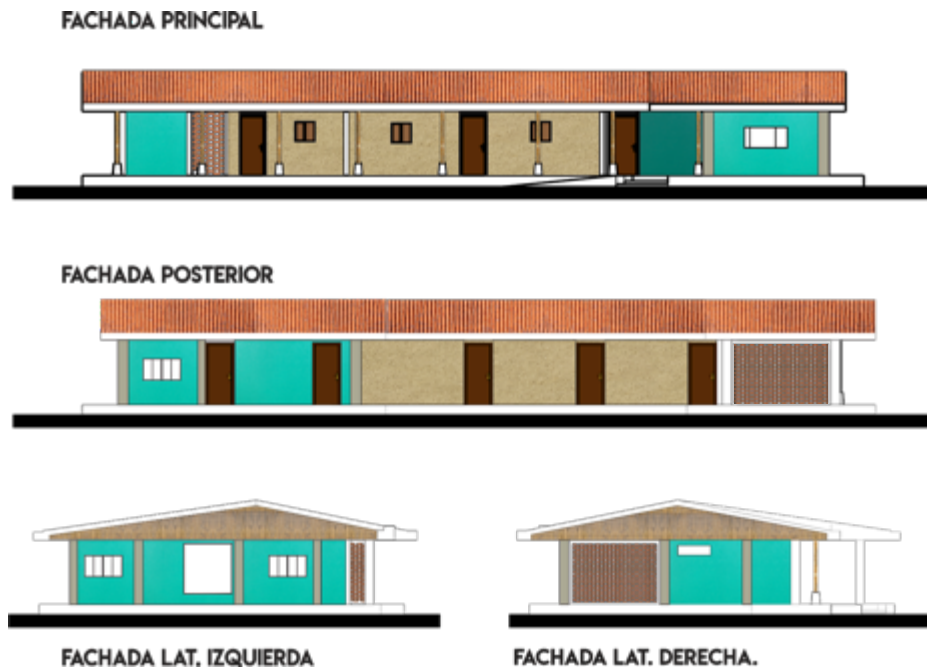 FACHADA PRINCIPAL
FACHADA POSTERIOR
FACHADA LAT, IZQUIERDA
FACHADA LAT. DERECHA.